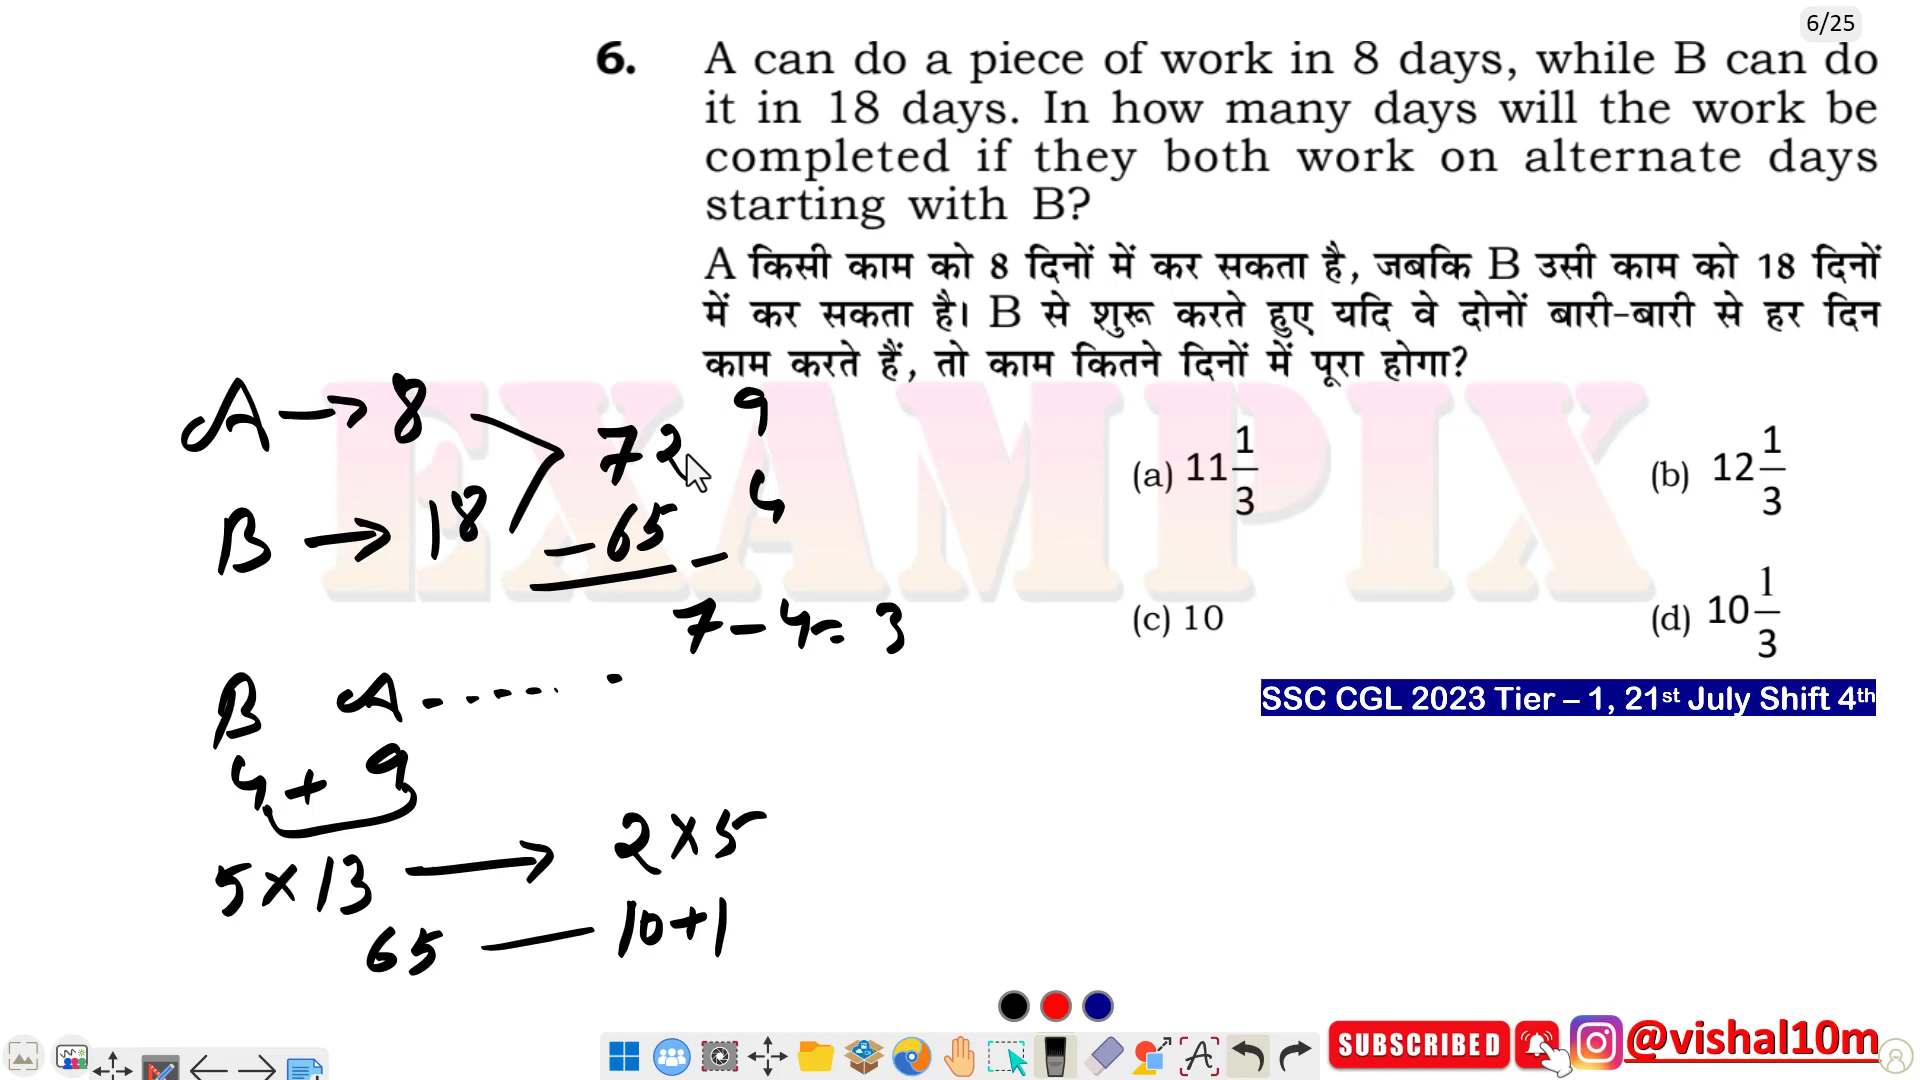 6/25
6. A can do a piece of work in 8 days, while B can do
it in 18 days. In how many days will the work be
completed if they both work on alternate days
starting with B?
A किसी काम को 8 दिनों में कर सकता है, जबकि B उसी काम को 18 दिनों
में कर सकता है। B से शुरू करते हुए यदि वे दोनों बारी-बारी से हर दिन
काम करते हैं, तो काम कितने दिनों में पूरा होगा?
EXAMPIX
(a) 11 1/3
(b) 12 1/3
(c) 10
(d) 10 1/3
SSC CGL 2023 Tier – 1, 21st July Shift 4th
A → 8
B → 18
72
9
4
– 65
7 – 4 = 3
B A ------
4 + 9
5 × 13 → 2 × 5
65 — 10 + 1
SUBSCRIBED
@vishal10m